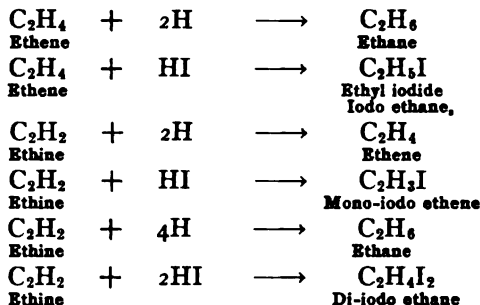 C₂H₄ + 2H ⟶ C₂H₆
Ethene Ethane
C₂H₄ + HI ⟶ C₂H₅I
Ethene Ethyl iodide
Iodo ethane,
C₂H₂ + 2H ⟶ C₂H₄
Ethine Ethene
C₂H₂ + HI ⟶ C₂H₃I
Ethine Mono-iodo ethene
C₂H₂ + 4H ⟶ C₂H₆
Ethine Ethane
C₂H₂ + 2HI ⟶ C₂H₄I₂
Ethine Di-iodo ethane